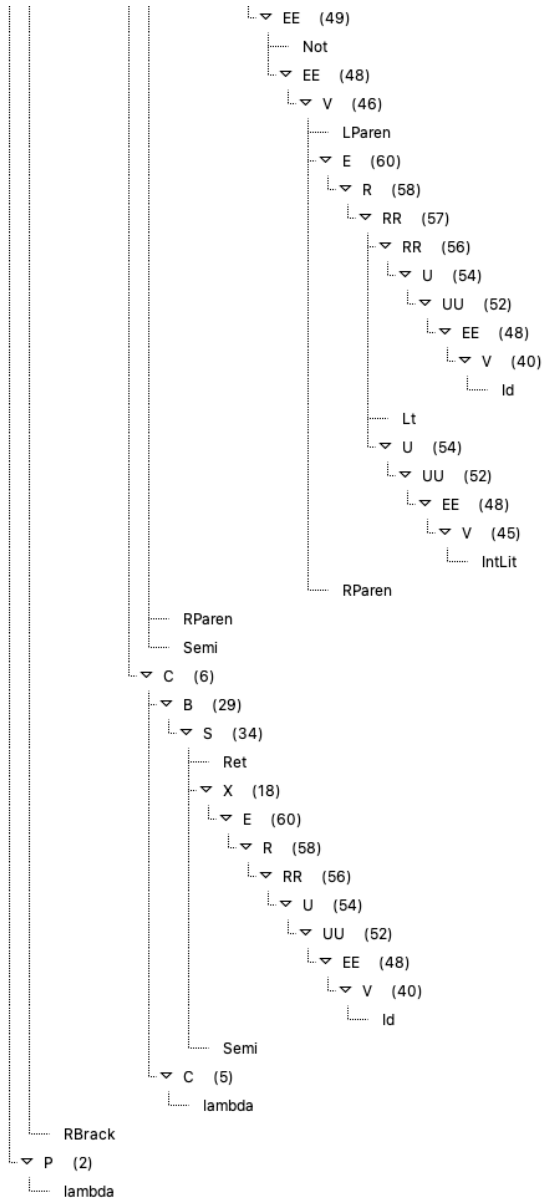 EE (49)
Not
EE (48)
V (46)
LParen
E (60)
R (58)
RR (57)
RR (56)
U (54)
UU (52)
EE (48)
V (40)
Id
Lt
U (54)
UU (52)
EE (48)
V (45)
IntLit
RParen
RParen
Semi
C (6)
B (29)
S (34)
Ret
X (18)
E (60)
R (58)
RR (56)
U (54)
UU (52)
EE (48)
V (40)
Id
Semi
C (5)
lambda
RBrack
P (2)
lambda